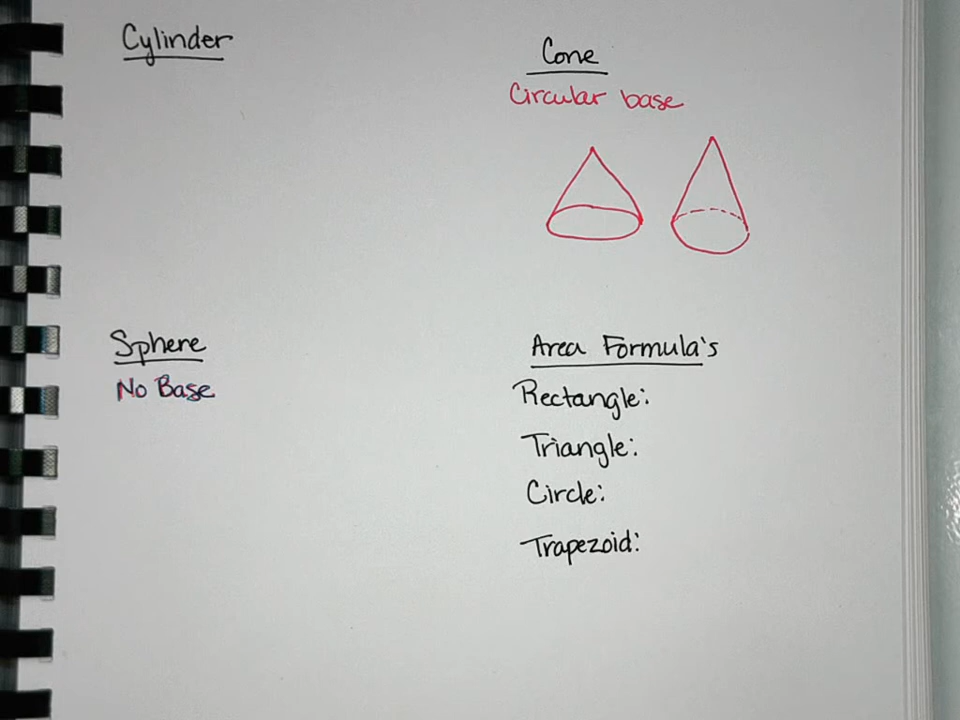 Cylinder
Cone
Circular base
Sphere
No Base
Area Formula's
Rectangle:
Triangle:
Circle:
Trapezoid: